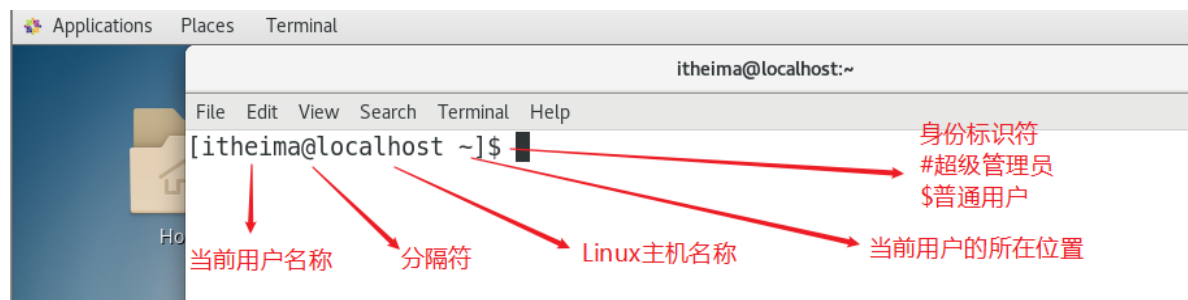 Applications Places Terminal
itheima@localhost:~
File Edit View Search Terminal Help
[itheima@localhost ~]$
身份标识符
#超级管理员
$普通用户
Ho
当前用户名称
分隔符
Linux主机名称
当前用户的所在位置